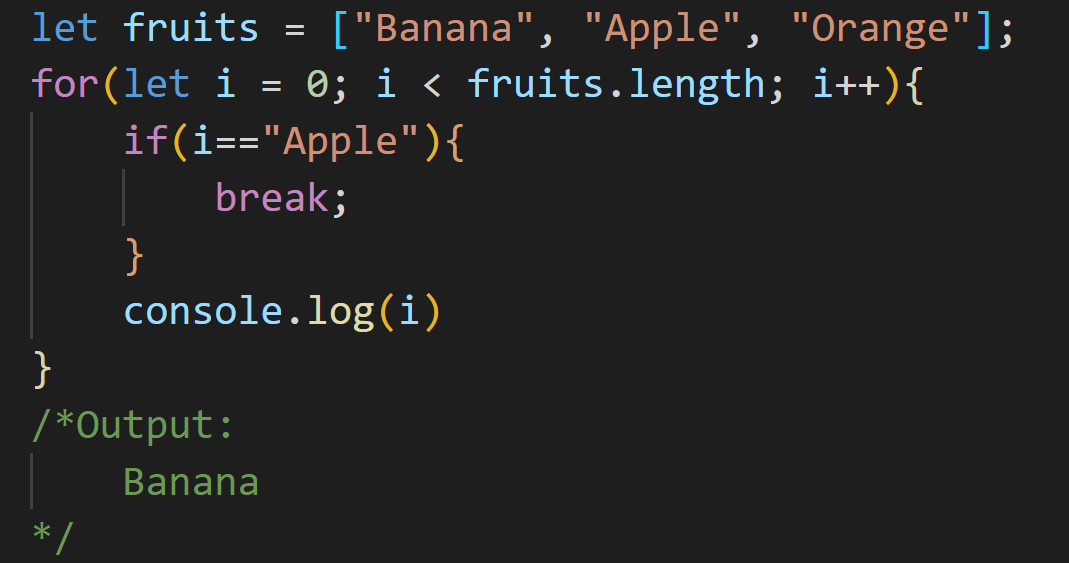 let fruits = ["Banana", "Apple", "Orange"];
for(let i = 0; i < fruits.length; i++){
    if(i=="Apple"){
        break;
    }
    console.log(i)
}
/*Output:
    Banana
*/